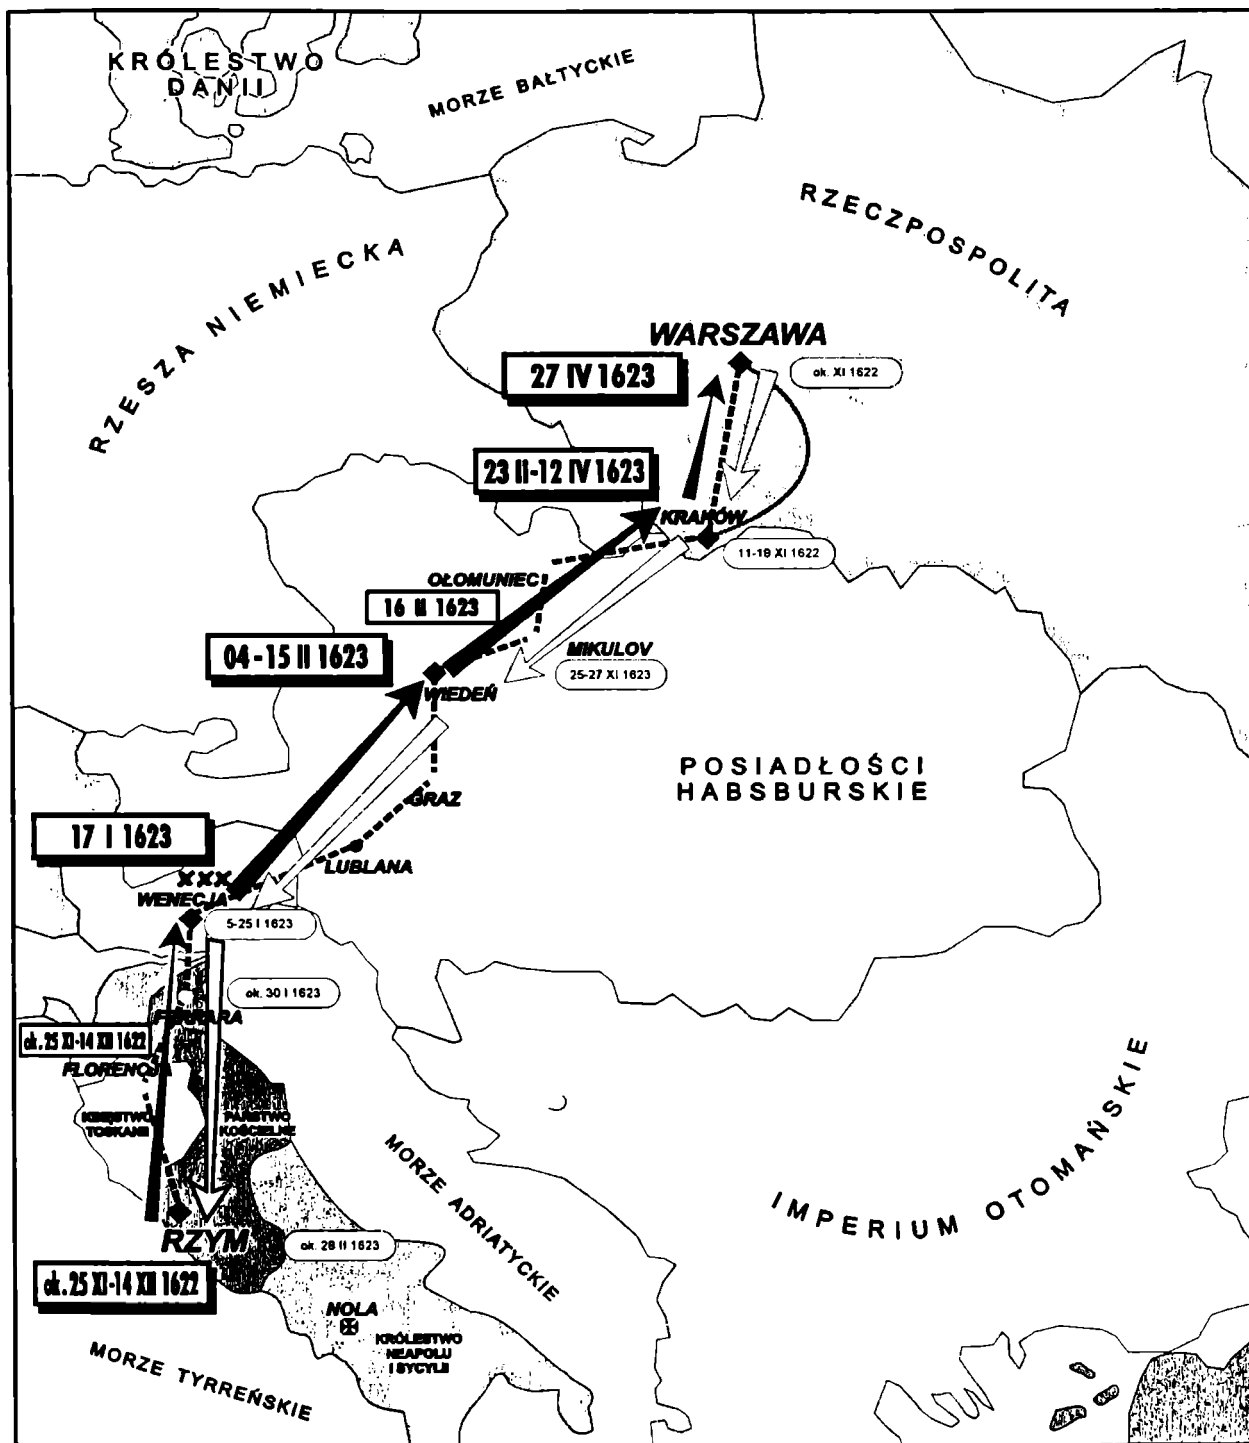 KRÓLESTWO
DANII
MORZE BAŁTYCKIE
RZECZPOSPOLITA
RZESZA NIEMIECKA
WARSZAWA
27 IV 1623
ok. XI 1622
23 II-12 IV 1623
KRAKÓW
11-19 XI 1622
OŁOMUNIEC
16 II 1623
04-15 II 1623
MIKULOV
25-27 XI 1623
WIEDEŃ
POSIADŁOŚCI
HABSBURSKIE
GRAZ
17 I 1623
LUBLANA
XXX
WENECJA
5-25 I 1623
ok. 30 I 1623
FERRARA
ok. 25 XI-14 XII 1622
FLORENCJA
KSIĘSTWO
TOSKANII
PAŃSTWO
KOŚCIELNE
MORZE ADRIATYCKIE
IMPERIUM OTOMAŃSKIE
RZYM
ok. 28 II 1623
ok. 25 XI-14 XII 1622
NOLA
KRÓLESTWO
NEAPOLU
I SYCYLII
MORZE TYRREŃSKIE